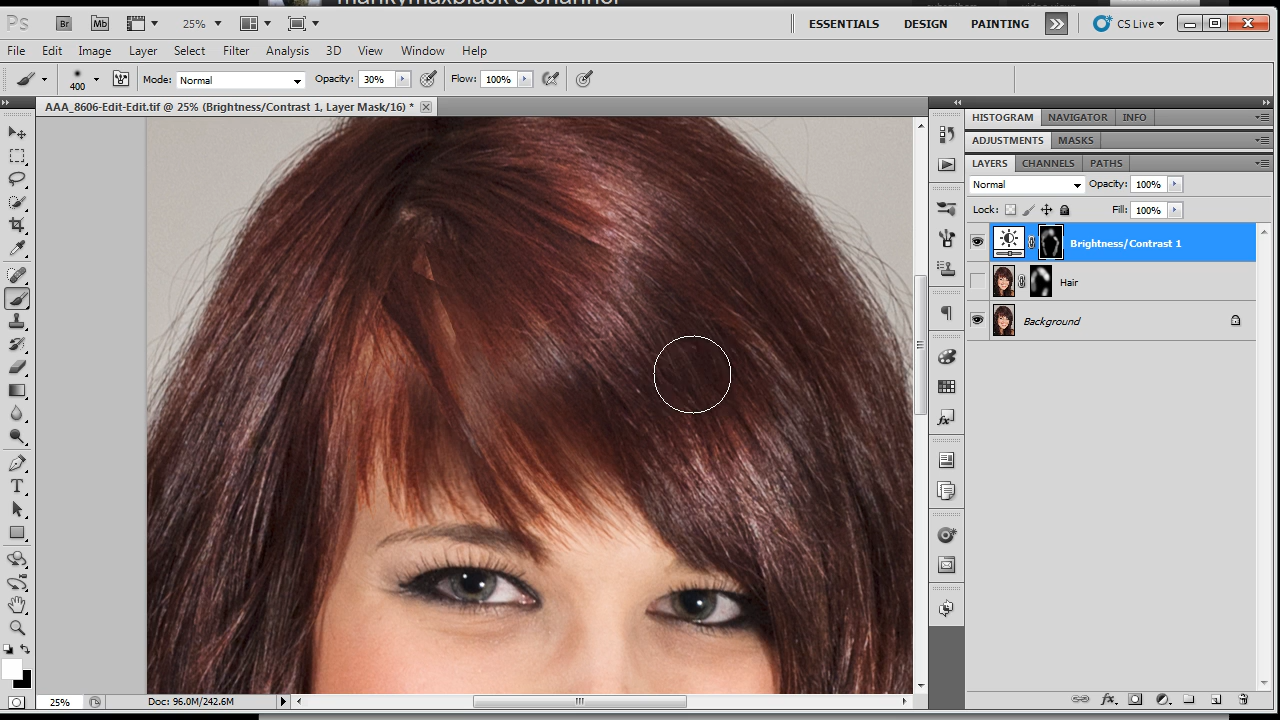 mankymaxblack's channel
Ps Br Mb 25% ESSENTIALS DESIGN PAINTING CS Live
File Edit Image Layer Select Filter Analysis 3D View Window Help
400 Mode: Normal Opacity: 30% Flow: 100%
AAA_8606-Edit-Edit.tif @ 25% (Brightness/Contrast 1, Layer Mask/16) *
HISTOGRAM NAVIGATOR INFO
ADJUSTMENTS MASKS
LAYERS CHANNELS PATHS
Normal Opacity: 100%
Lock: Fill: 100%
Brightness/Contrast 1
Hair
Background
25% Doc: 96.0M/242.6M